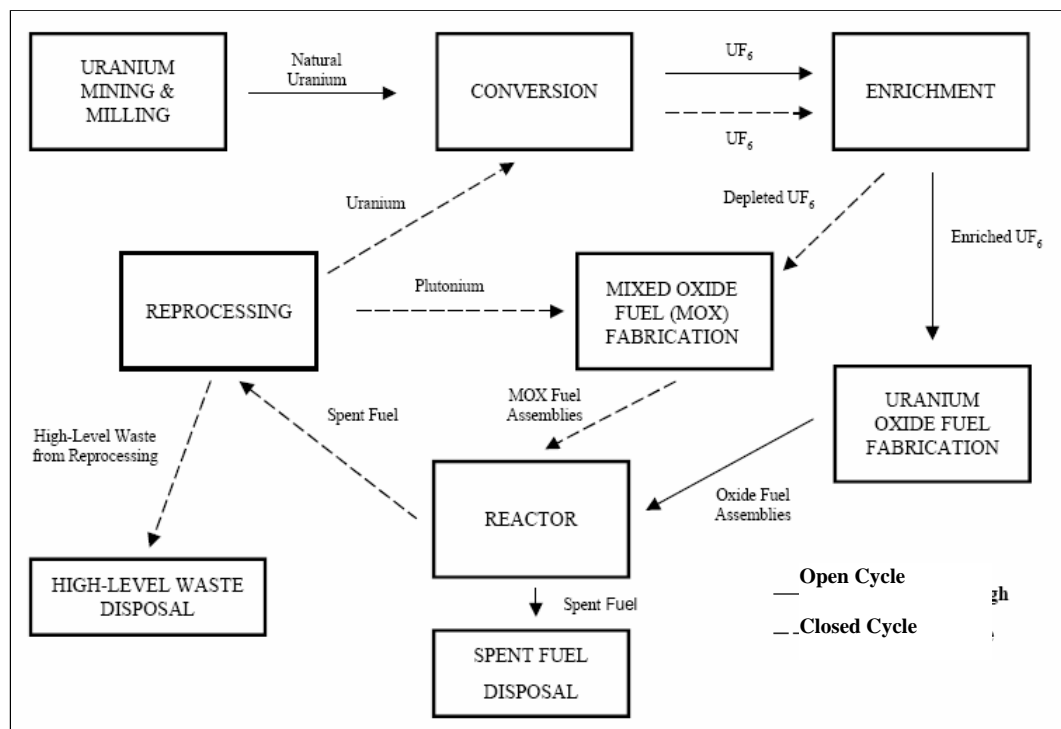 URANIUM
MINING &
MILLING
Natural
Uranium
CONVERSION
UF₆
UF₆
ENRICHMENT
Uranium
Depleted UF₆
Enriched UF₆
REPROCESSING
Plutonium
MIXED OXIDE
FUEL (MOX)
FABRICATION
High-Level Waste
from Reprocessing
Spent Fuel
MOX Fuel
Assemblies
URANIUM
OXIDE FUEL
FABRICATION
REACTOR
Oxide Fuel
Assemblies
HIGH-LEVEL WASTE
DISPOSAL
Spent Fuel
SPENT FUEL
DISPOSAL
Open Cycle
gh
Closed Cycle